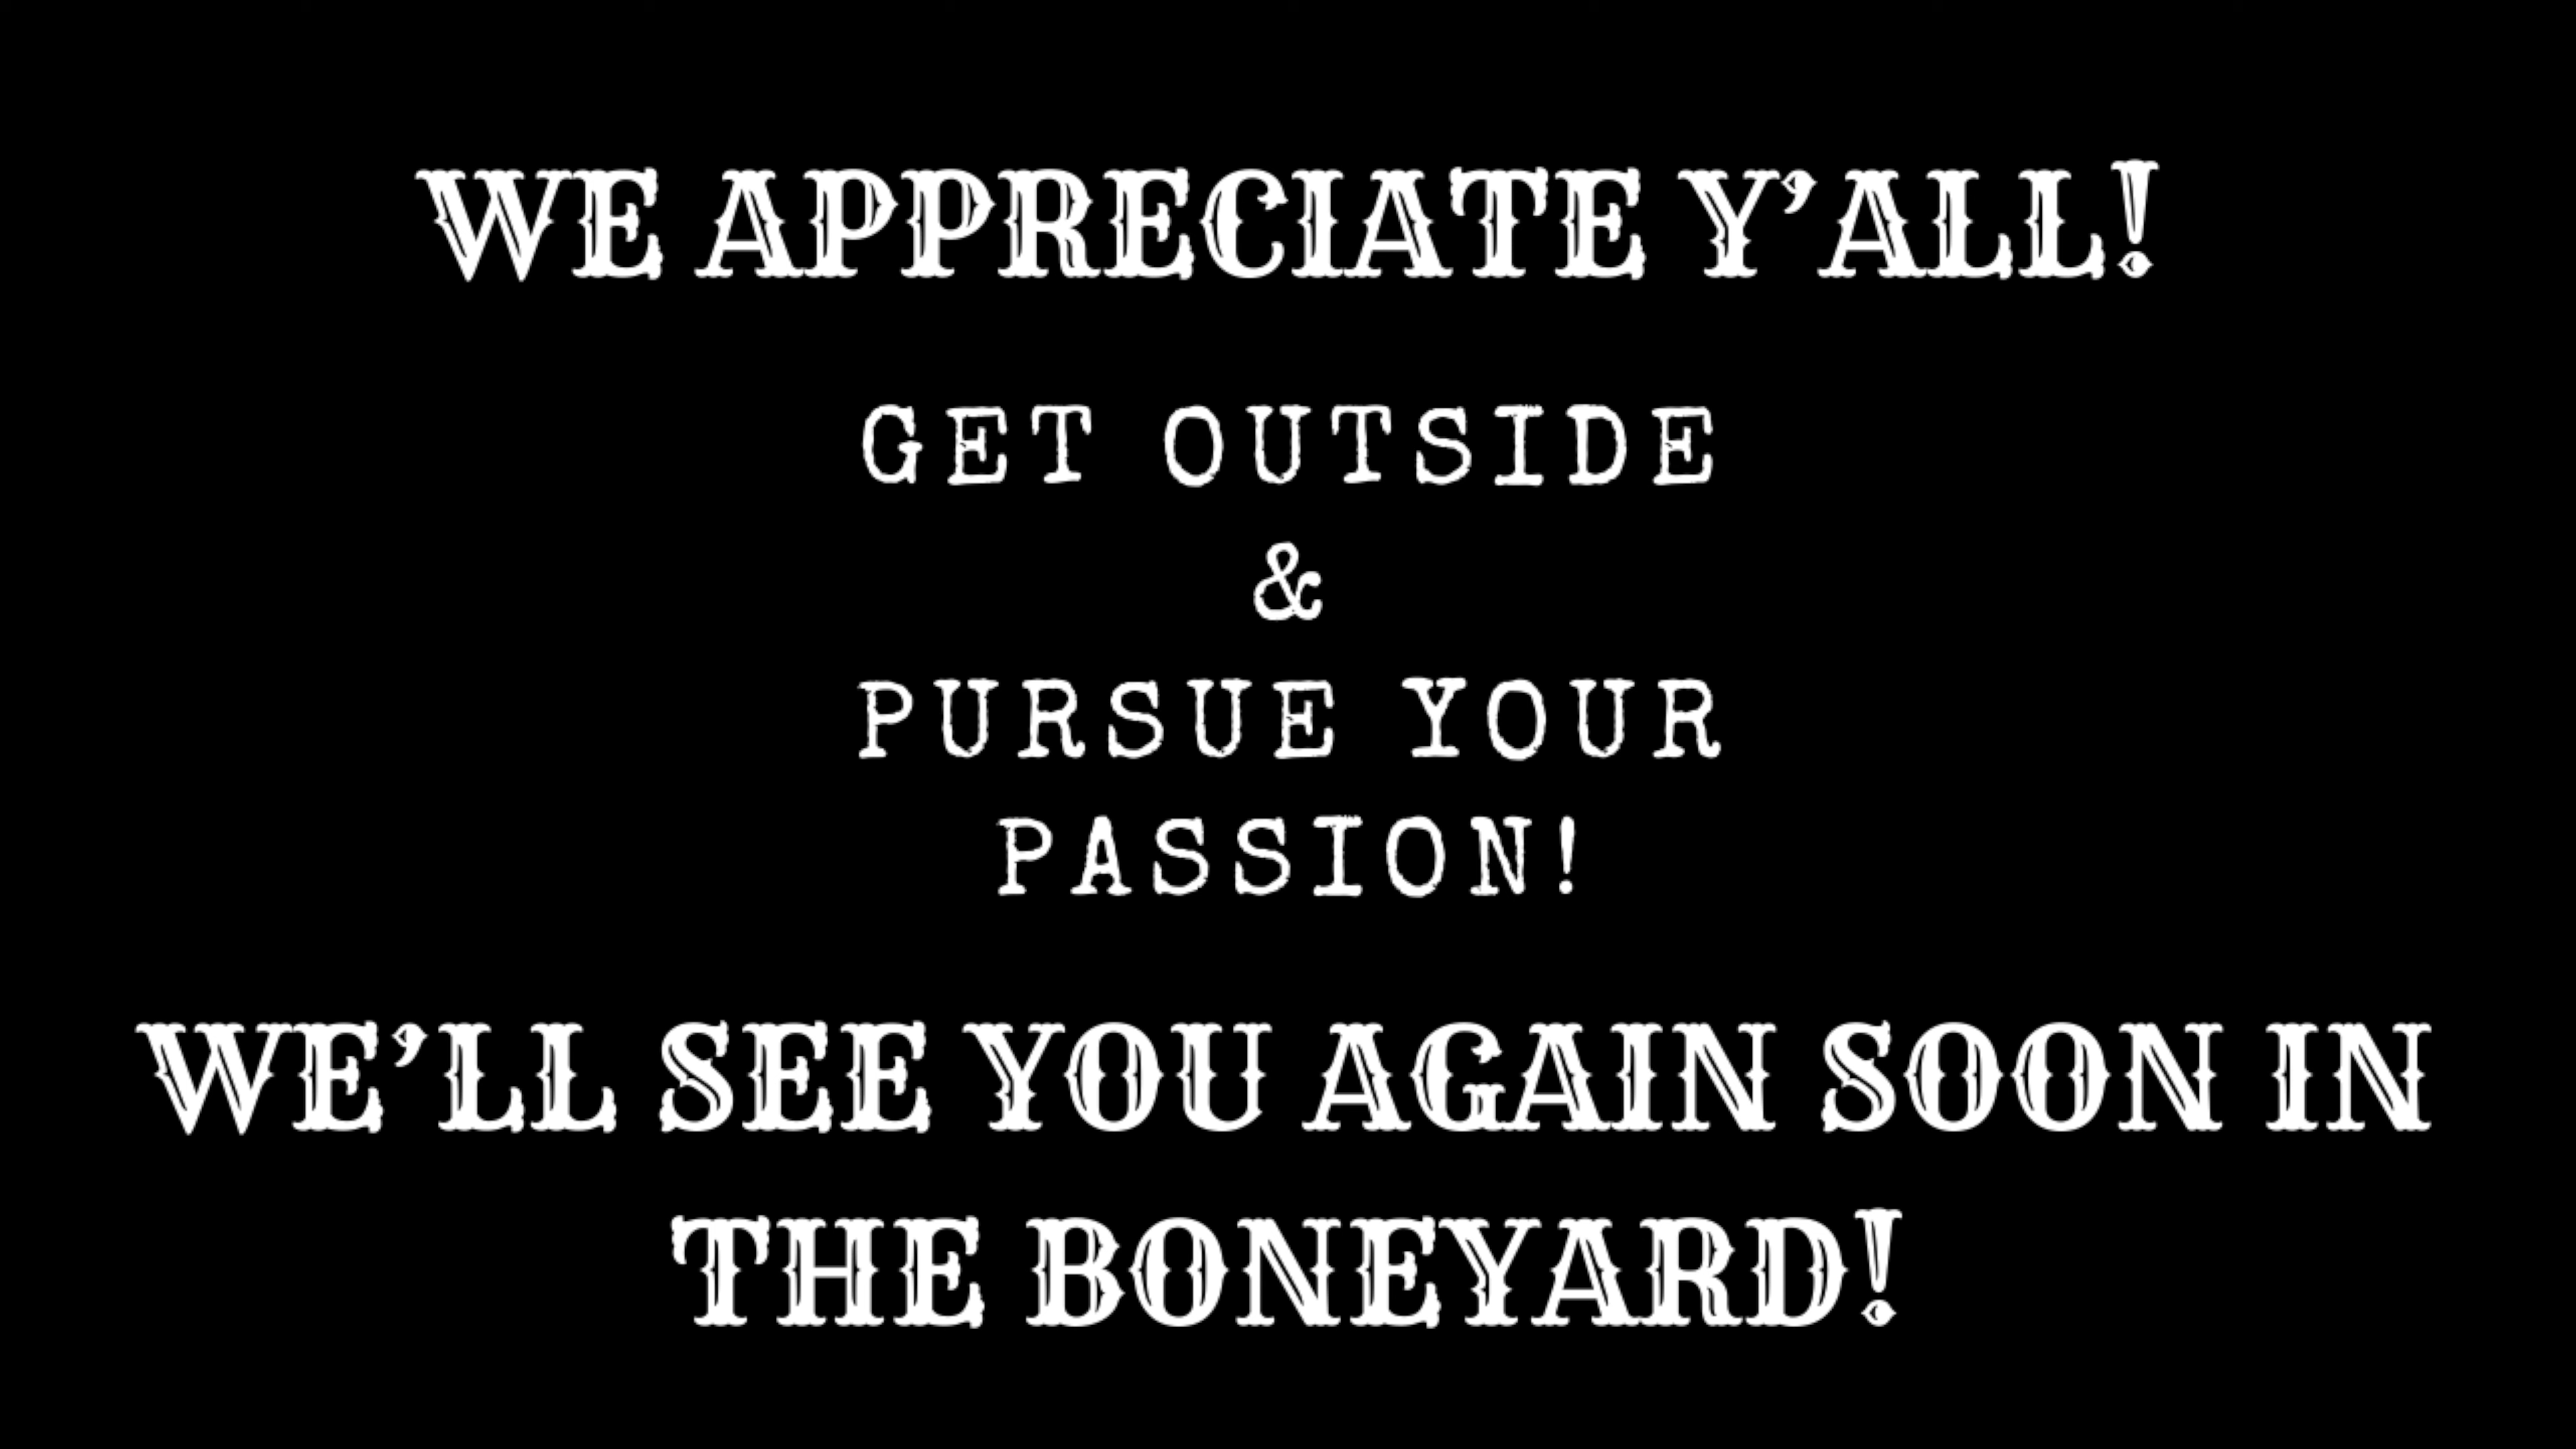 WE APPRECIATE Y’ALL!
GET OUTSIDE
&
PURSUE YOUR
PASSION!
WE’LL SEE YOU AGAIN SOON IN
THE BONEYARD!